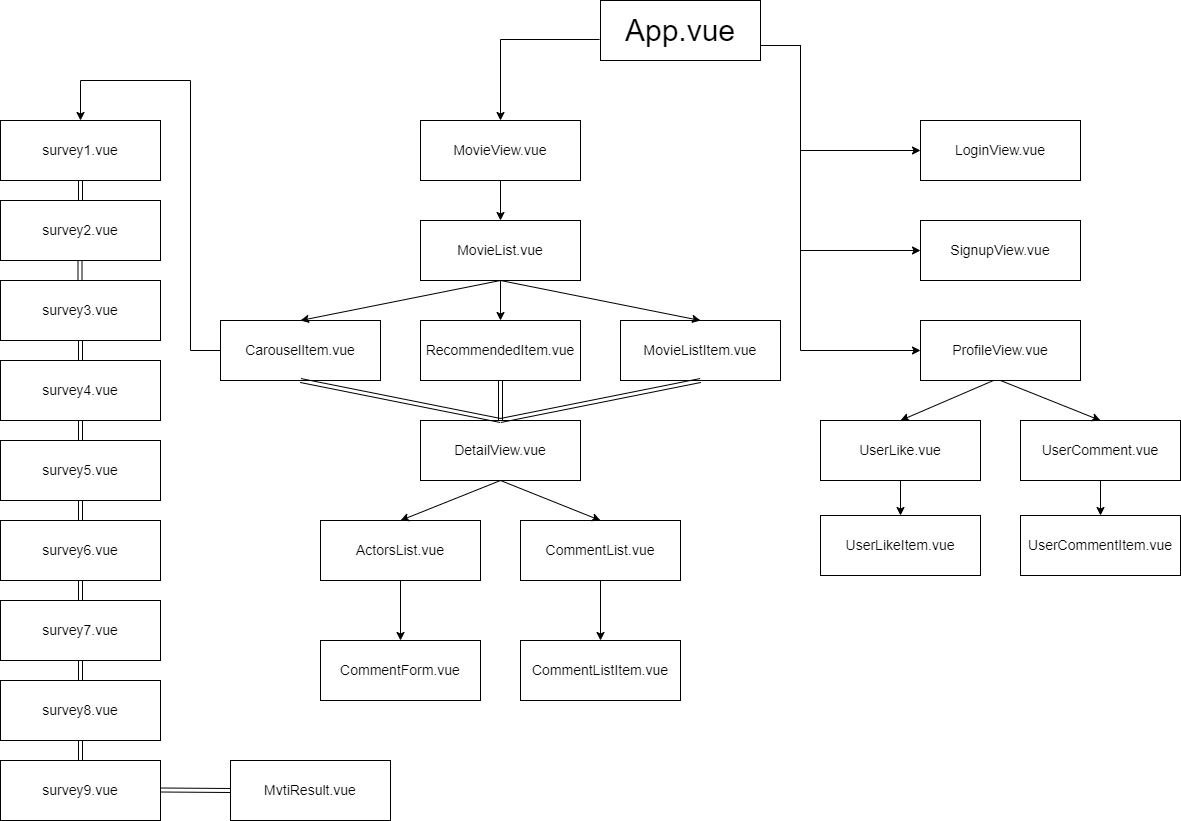 App.vue
survey1.vue
MovieView.vue
LoginView.vue
survey2.vue
MovieList.vue
SignupView.vue
survey3.vue
CarouselItem.vue
RecommendedItem.vue
MovieListItem.vue
ProfileView.vue
survey4.vue
DetailView.vue
UserLike.vue
UserComment.vue
survey5.vue
ActorsList.vue
CommentList.vue
UserLikeItem.vue
UserCommentItem.vue
survey6.vue
survey7.vue
CommentForm.vue
CommentListItem.vue
survey8.vue
survey9.vue
MvtiResult.vue